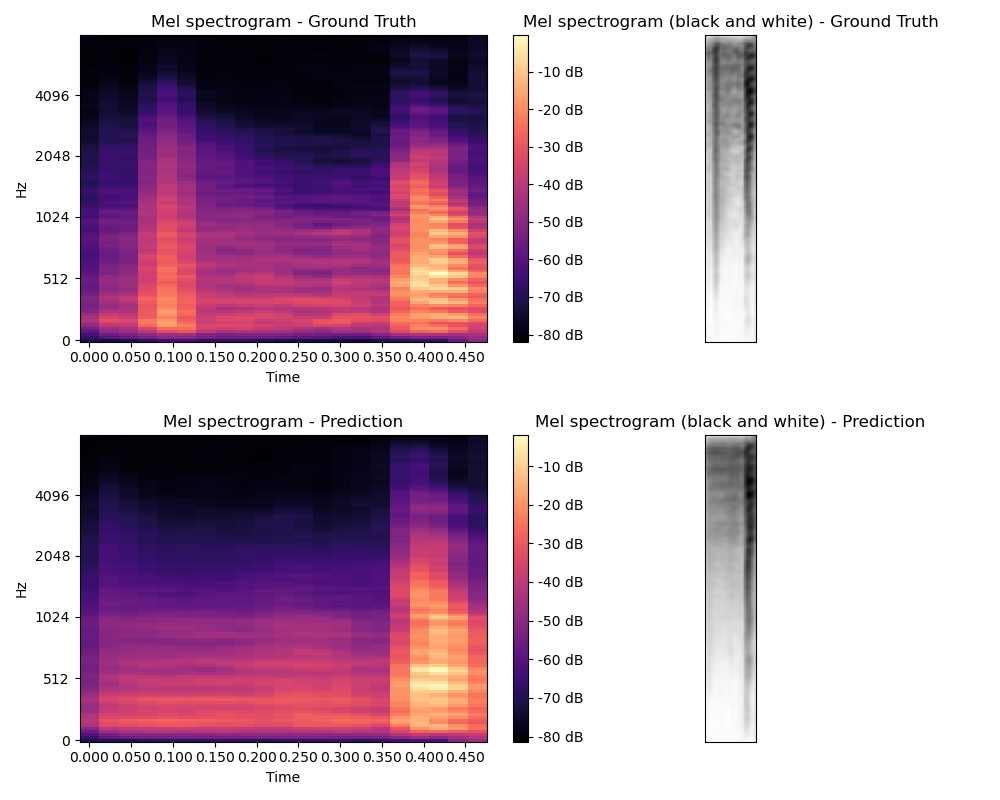 Mel spectrogram - Ground Truth
Mel spectrogram (black and white) - Ground Truth
4096
2048
1024
512
0
Hz
0.000 0.050 0.100 0.150 0.200 0.250 0.300 0.350 0.400 0.450
Time
-10 dB
-20 dB
-30 dB
-40 dB
-50 dB
-60 dB
-70 dB
-80 dB
Mel spectrogram - Prediction
Mel spectrogram (black and white) - Prediction
4096
2048
1024
512
0
Hz
0.000 0.050 0.100 0.150 0.200 0.250 0.300 0.350 0.400 0.450
Time
-10 dB
-20 dB
-30 dB
-40 dB
-50 dB
-60 dB
-70 dB
-80 dB